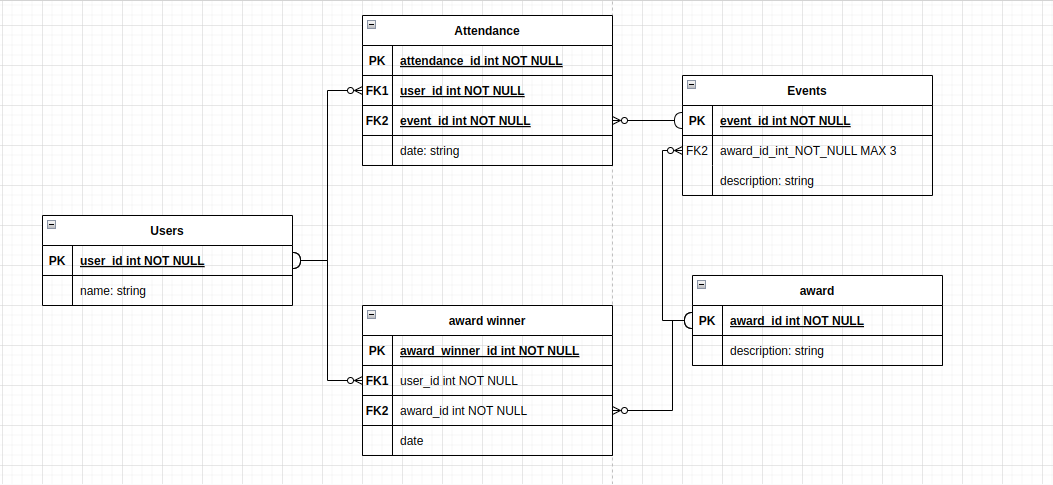 Attendance
PK attendance_id int NOT NULL
FK1 user_id int NOT NULL
FK2 event_id int NOT NULL
date: string
Events
PK event_id int NOT NULL
FK2 award_id_int_NOT_NULL MAX 3
description: string
Users
PK user_id int NOT NULL
name: string
award winner
PK award_winner_id int NOT NULL
FK1 user_id int NOT NULL
FK2 award_id int NOT NULL
date
award
PK award_id int NOT NULL
description: string